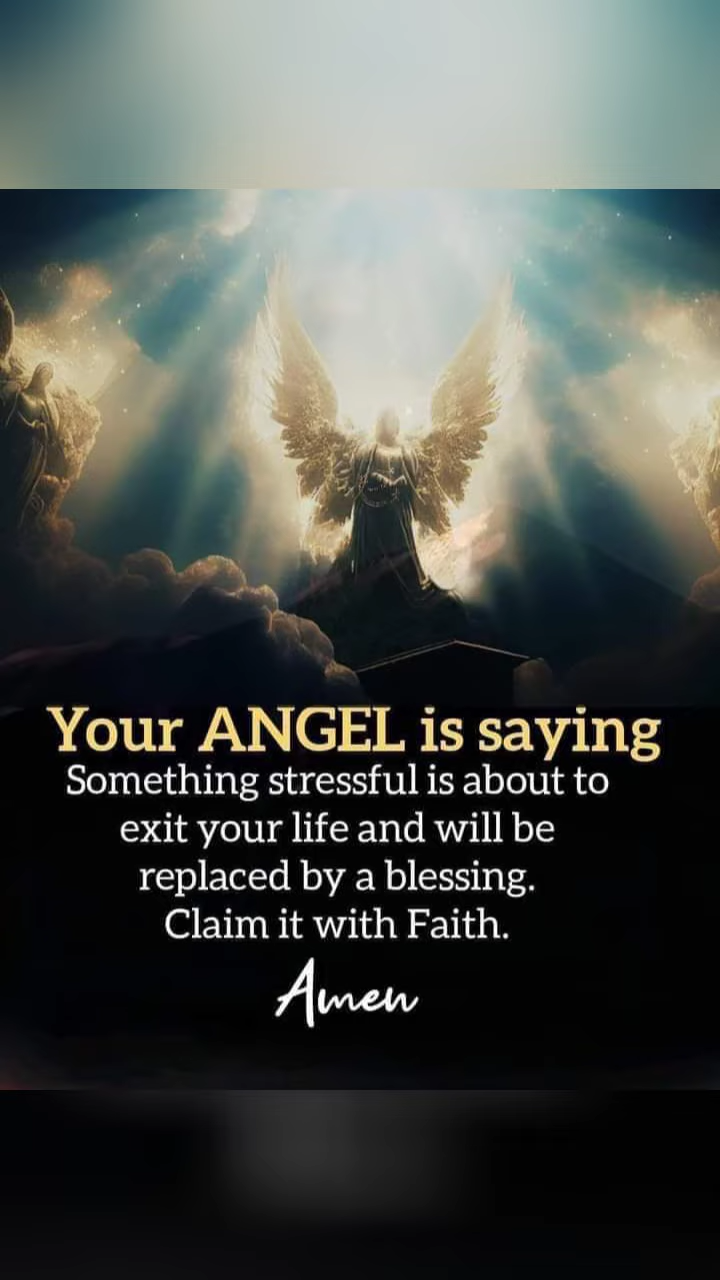 Your ANGEL is saying
Something stressful is about to
exit your life and will be
replaced by a blessing.
Claim it with Faith.
Amen